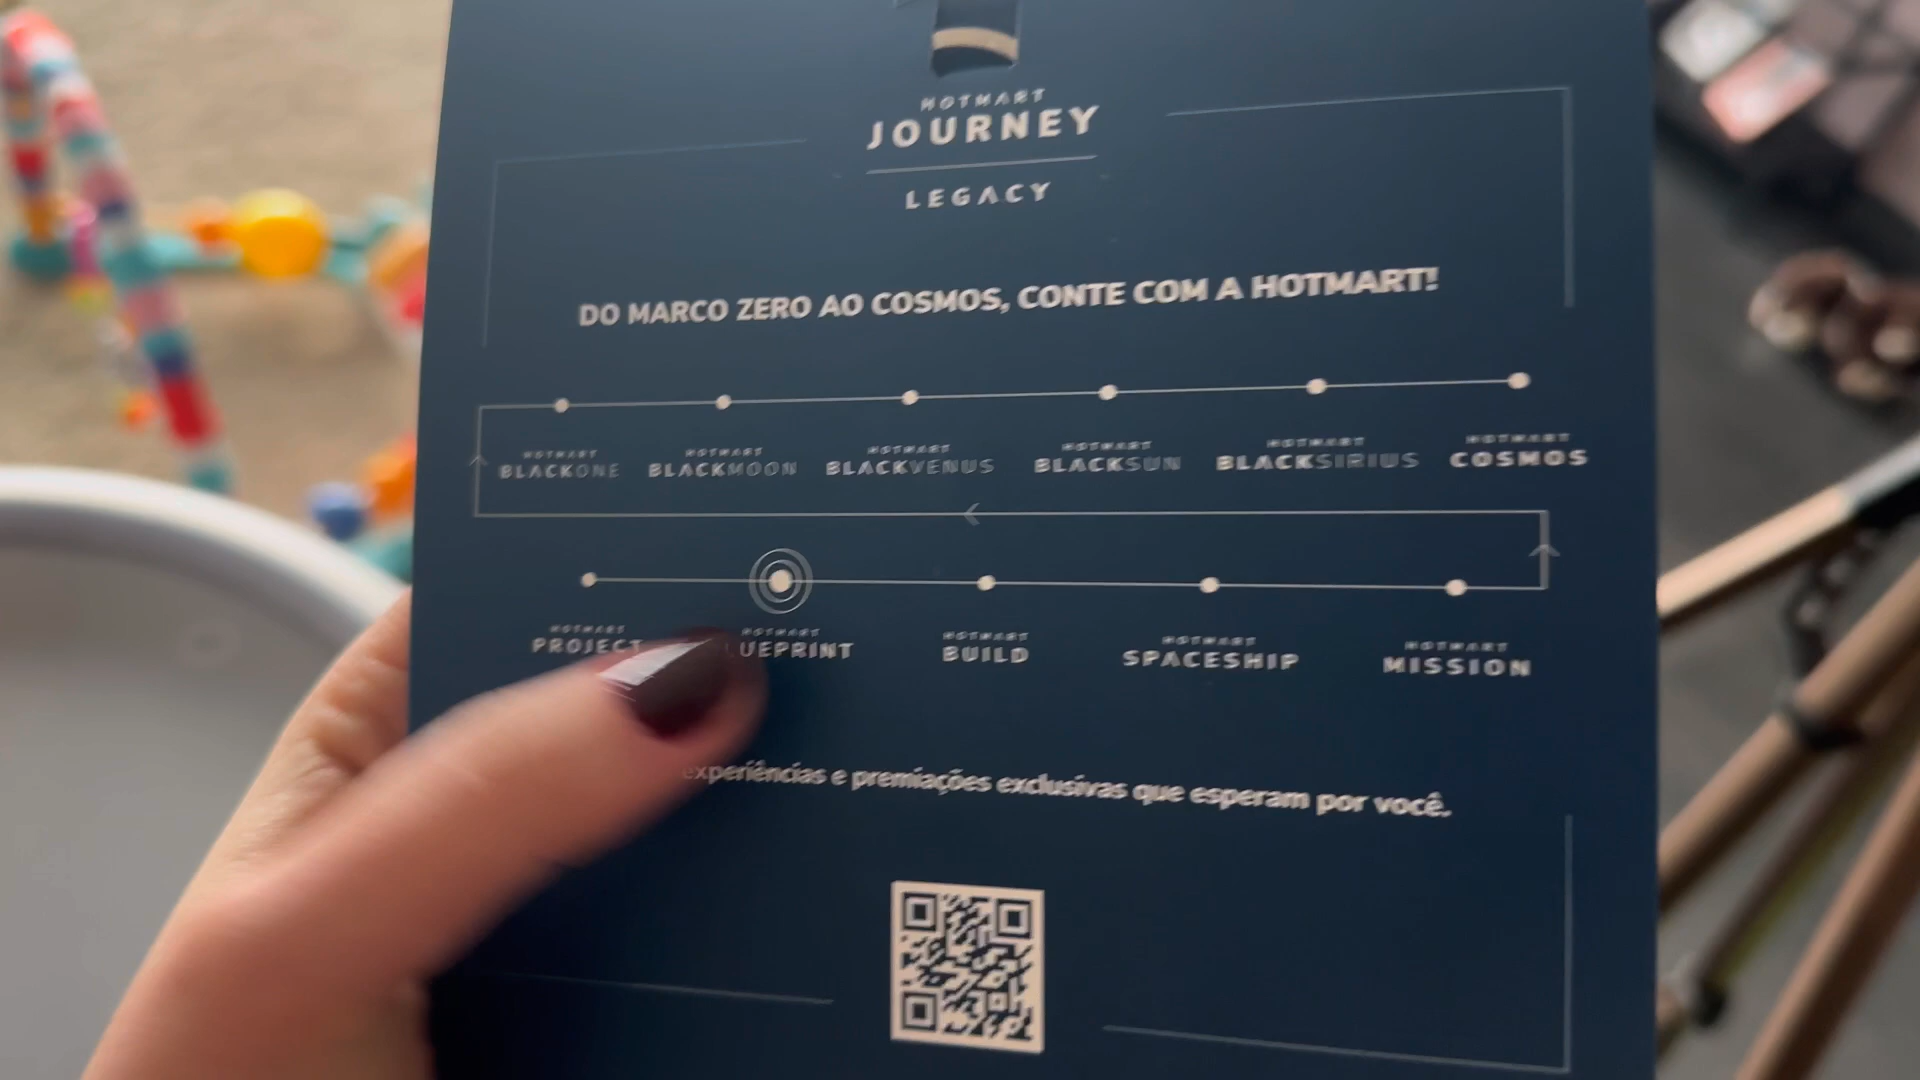 HOTMART
JOURNEY
LEGACY
DO MARCO ZERO AO COSMOS, CONTE COM A HOTMART!
HOTMART HOTMART HOTMART HOTMART HOTMART HOTMART
BLACKONE BLACKMOON BLACKVENUS BLACKSUN BLACKSIRIUS COSMOS
HOTMART HOTMART HOTMART HOTMART HOTMART
PROJECT LUEPRINT BUILD SPACESHIP MISSION
experiências e premiações exclusivas que esperam por você.